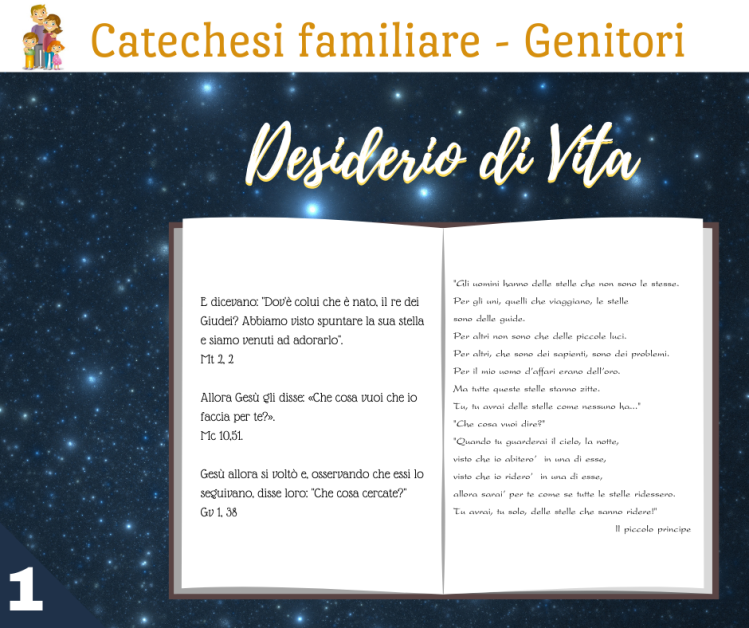 Catechesi familiare - Genitori
Desiderio di Vita
E dicevano: "Dov'è colui che è nato, il re dei
Giudei? Abbiamo visto spuntare la sua stella
e siamo venuti ad adorarlo".
Mt 2, 2
Allora Gesù gli disse: «Che cosa vuoi che io
faccia per te?».
Mc 10,51.
Gesù allora si voltò e, osservando che essi lo
seguivano, disse loro: "Che cosa cercate?"
Gv 1, 38
"Gli uomini hanno delle stelle che non sono le stesse.
Per gli uni, quelli che viaggiano, le stelle
sono delle guide.
Per altri non sono che delle piccole luci.
Per altri, che sono dei sapienti, sono dei problemi.
Per il mio uomo d'affari erano dell'oro.
Ma tutte queste stelle stanno zitte.
Tu, tu avrai delle stelle come nessuno ha..."
"Che cosa vuoi dire?"
"Quando tu guarderai il cielo, la notte,
visto che io abitero' in una di esse,
visto che io ridero' in una di esse,
allora sarai' per te come se tutte le stelle ridessero.
Tu avrai, tu solo, delle stelle che sanno ridere!"
Il piccolo principe
1